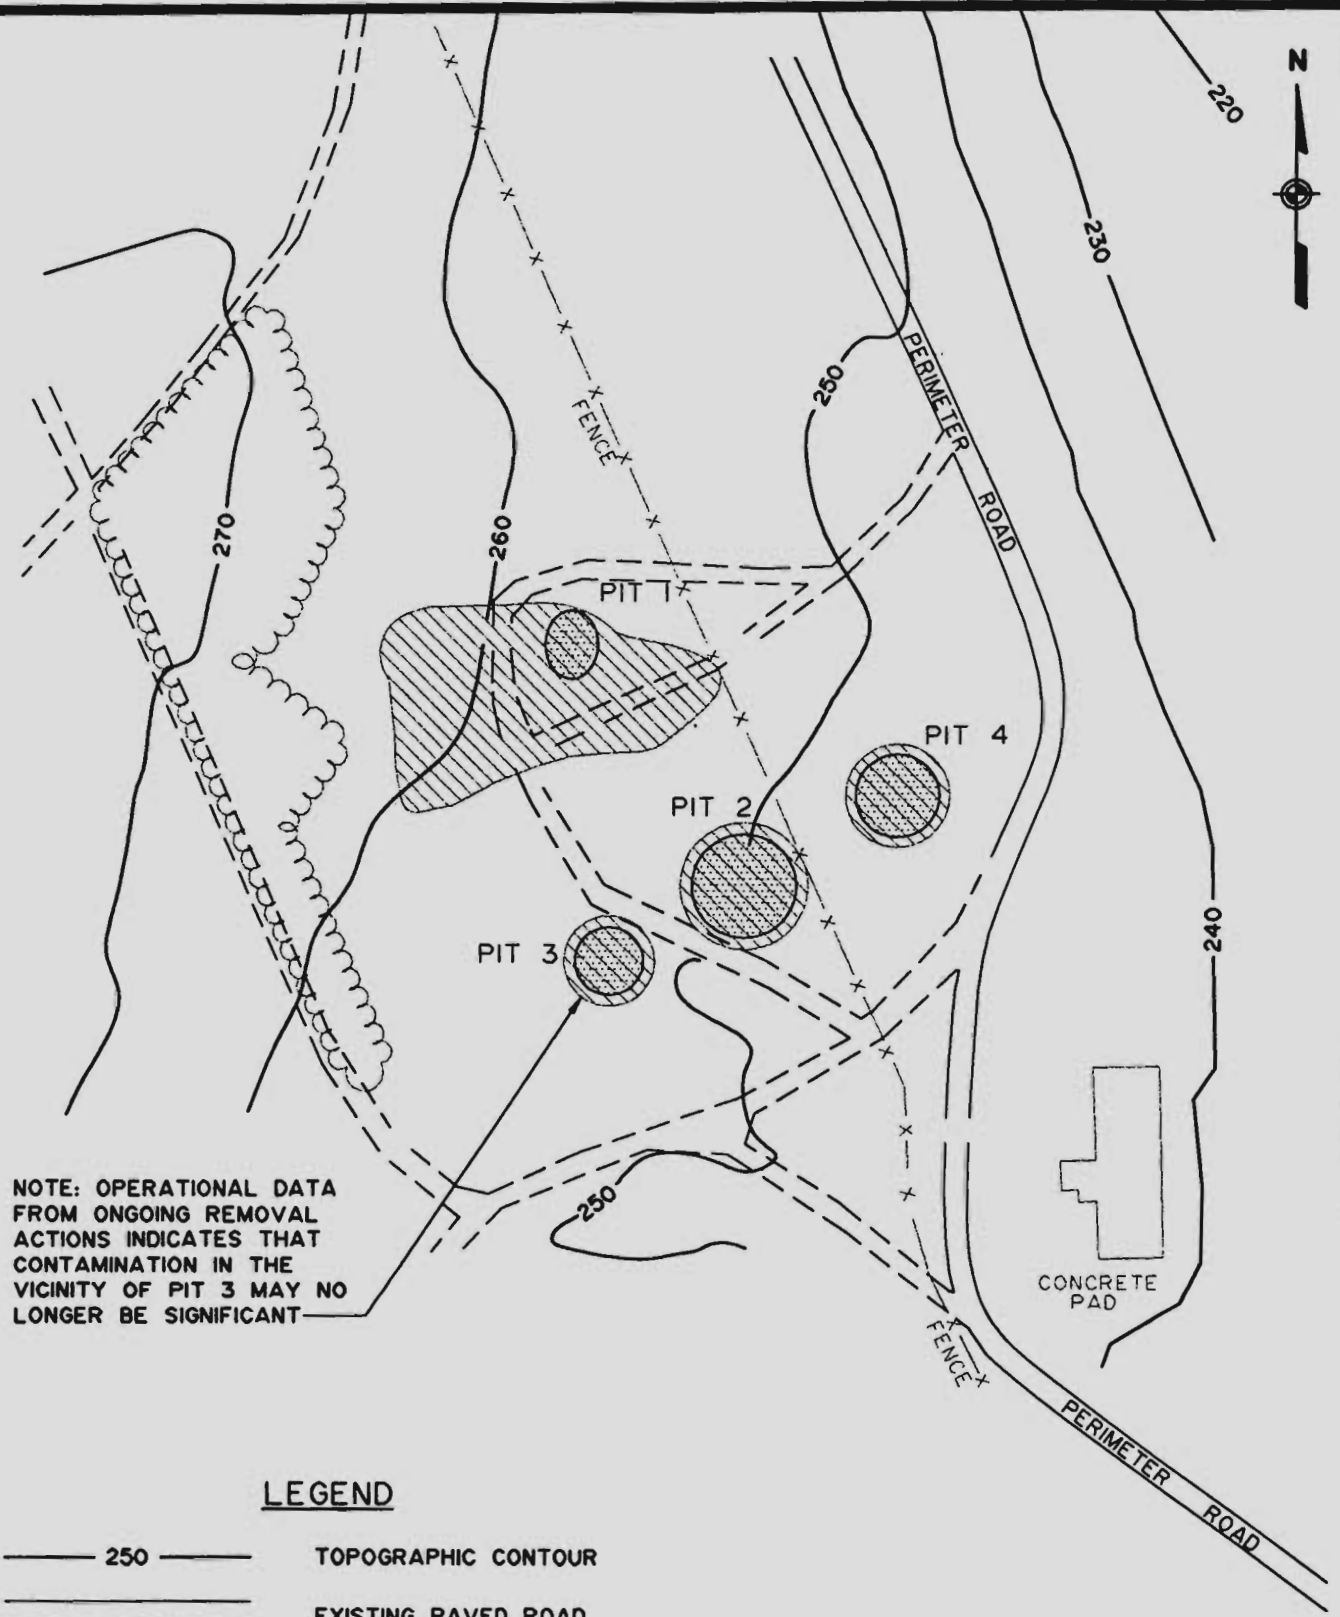 N
220
230
250
PERIMETER
ROAD
FENCE
270
260
PIT 1
PIT 4
PIT 2
PIT 3
240
250
NOTE: OPERATIONAL DATA
FROM ONGOING REMOVAL
ACTIONS INDICATES THAT
CONTAMINATION IN THE
VICINITY OF PIT 3 MAY NO
LONGER BE SIGNIFICANT
CONCRETE
PAD
FENCE
PERIMETER
ROAD
LEGEND
250 TOPOGRAPHIC CONTOUR
EXISTING PAVED ROAD